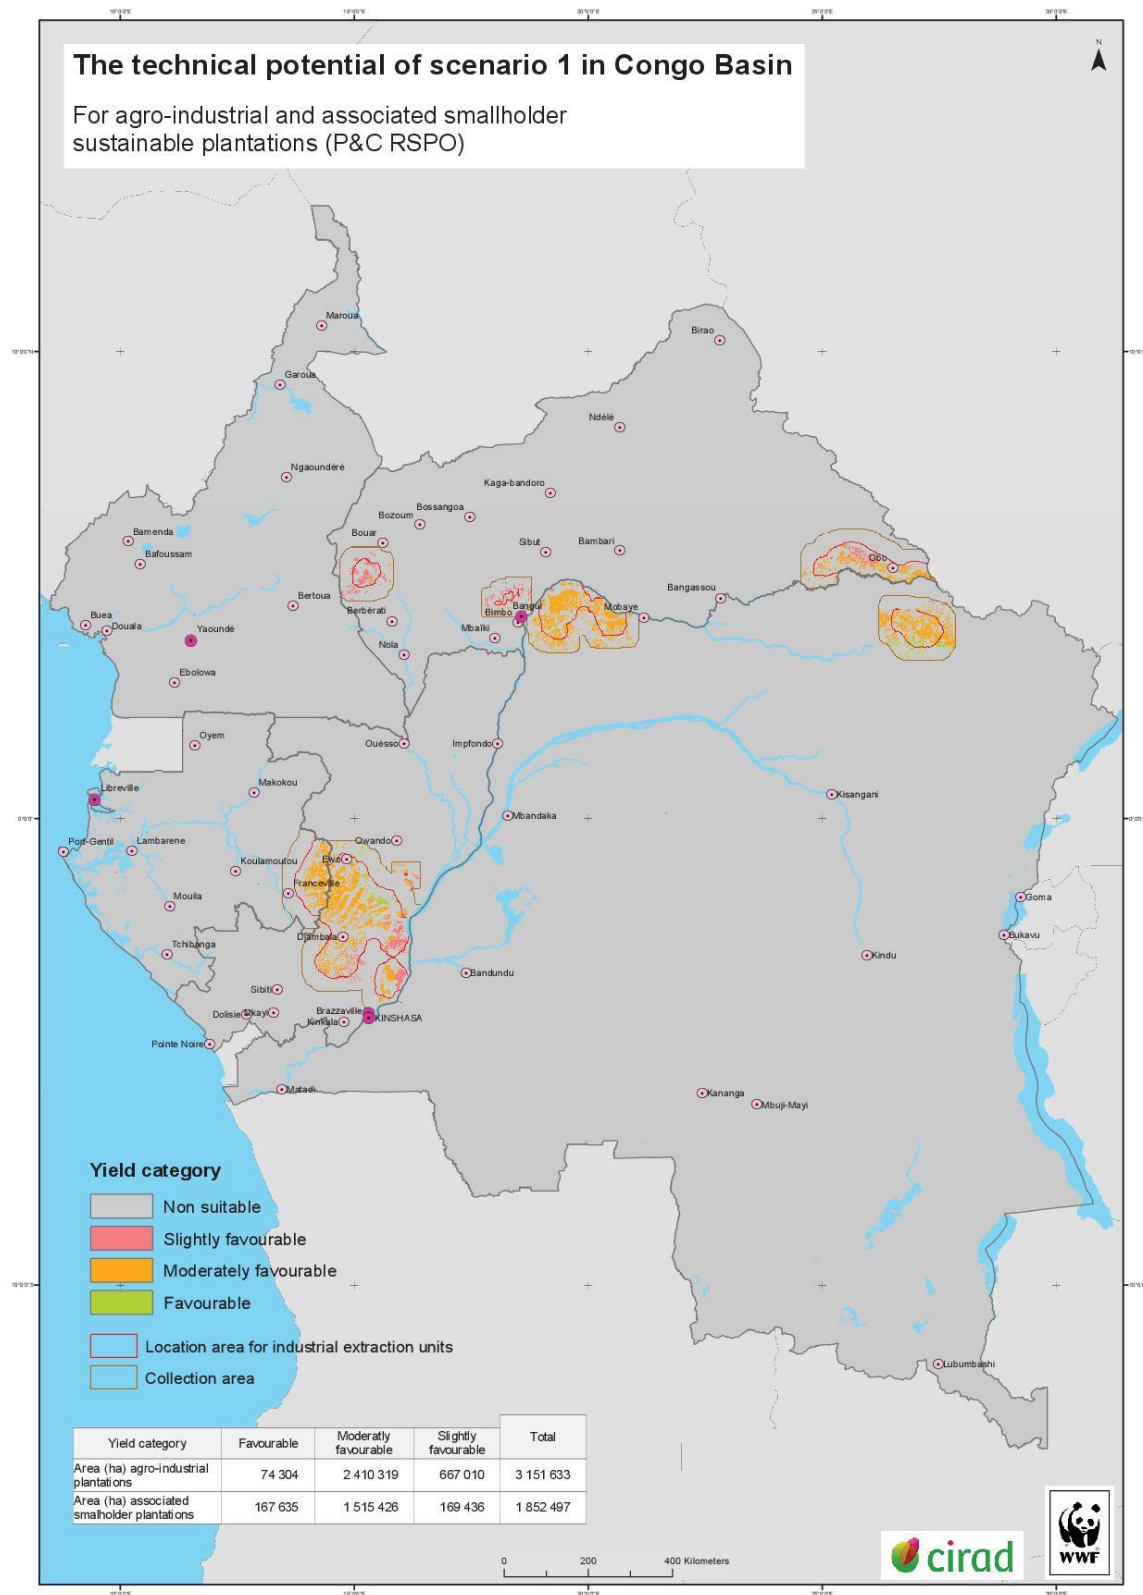 The technical potential of scenario 1 in Congo Basin
For agro-industrial and associated smallholder
sustainable plantations (P&C RSPO)
N
Maroua
Birao
Garoua
Ndélé
Ngaoundéré
Kaga-bandoro
Bossangoa
Bozoum
Bamenda
Bouar
Sibut
Bambari
Obo
Bafoussam
Bangassou
Bertoua
Berbérati
Bimbo
Bangui
Mobaye
Buea
Douala
Yaoundé
Mbaïki
Nola
Ebolowa
Oyem
Ouésso
Impfondo
Libreville
Makokou
Kisangani
Mbandaka
Port-Gentil
Lambarene
Owando
Ewo
Koulamoutou
Franceville
Mouila
Goma
Djambala
Bukavu
Tchibanga
Kindu
Bandundu
Sibiti
Dolisie
Nkayi
Brazzaville
Kinkala
KINSHASA
Pointe Noire
Matadi
Kananga
Mbuji-Mayi
Yield category
Non suitable
Slightly favourable
Moderately favourable
Favourable
Location area for industrial extraction units
Collection area
Lubumbashi
Yield category Favourable Moderatly favourable Slightly favourable Total
Area (ha) agro-industrial plantations 74 304 2 410 319 667 010 3 151 633
Area (ha) associated smalholder plantations 167 635 1 515 426 169 436 1 852 497
0 200 400 Kilometers
cirad
WWF